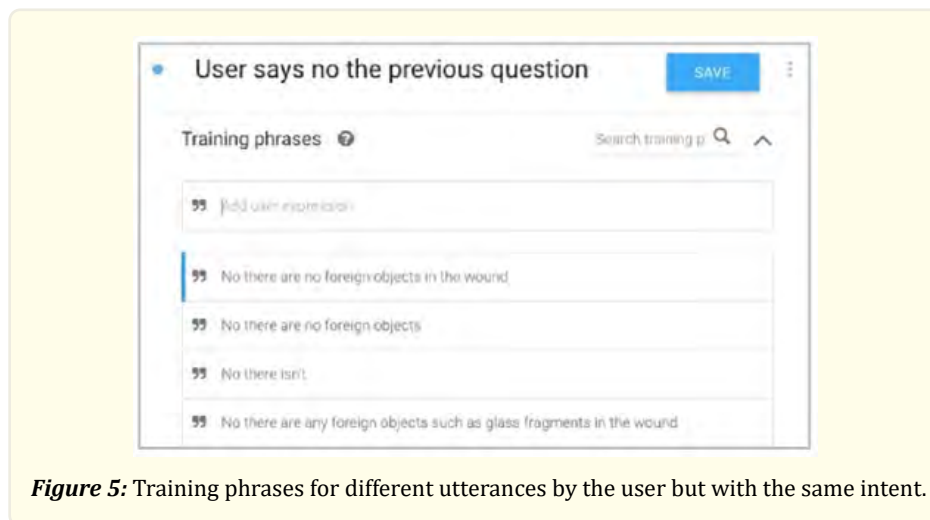 User says no the previous question
SAVE
Training phrases
Search training p
Add user expression
No there are no foreign objects in the wound
No there are no foreign objects
No there isn't
No there are any foreign objects such as glass fragments in the wound
Figure 5: Training phrases for different utterances by the user but with the same intent.